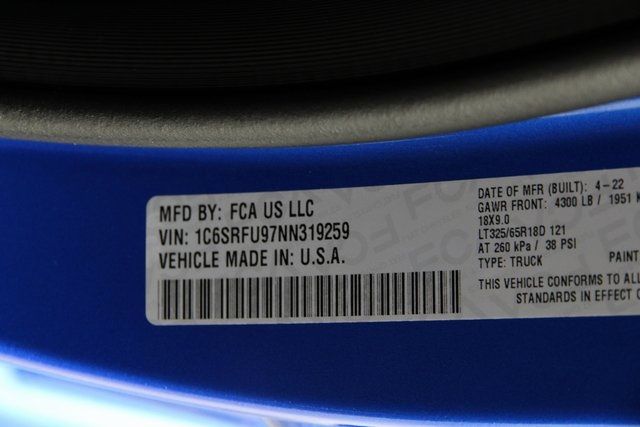 MFD BY: FCA US LLC
VIN: 1C6SRFU97NN319259
VEHICLE MADE IN: U.S.A.
DATE OF MFR (BUILT): 4-22
GAWR FRONT: 4300 LB / 1951
18X9.0
LT325/65R18D 121
AT 260 kPa / 38 PSI
TYPE: TRUCK PAINT
THIS VEHICLE CONFORMS TO ALL
STANDARDS IN EFFECT